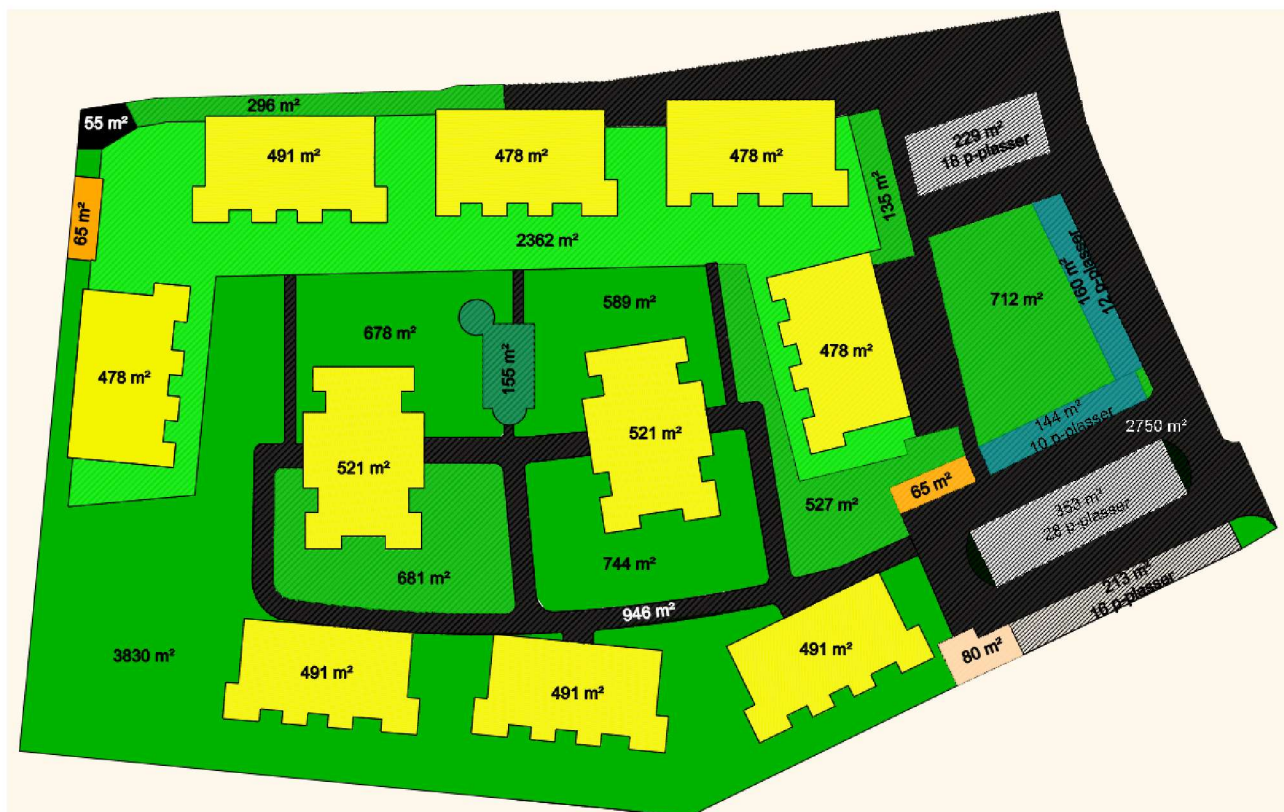 296 m²
55 m²
491 m²
478 m²
478 m²
229 m²
18 p-plasser
135 m²
65 m²
2362 m²
160 m²
12 p-plasser
712 m²
589 m²
678 m²
478 m²
155 m²
478 m²
144 m²
10 p-plasser
2750 m²
521 m²
521 m²
65 m²
527 m²
353 m²
28 p-plasser
744 m²
681 m²
213 m²
16 p-plasser
946 m²
3830 m²
80 m²
491 m²
491 m²
491 m²